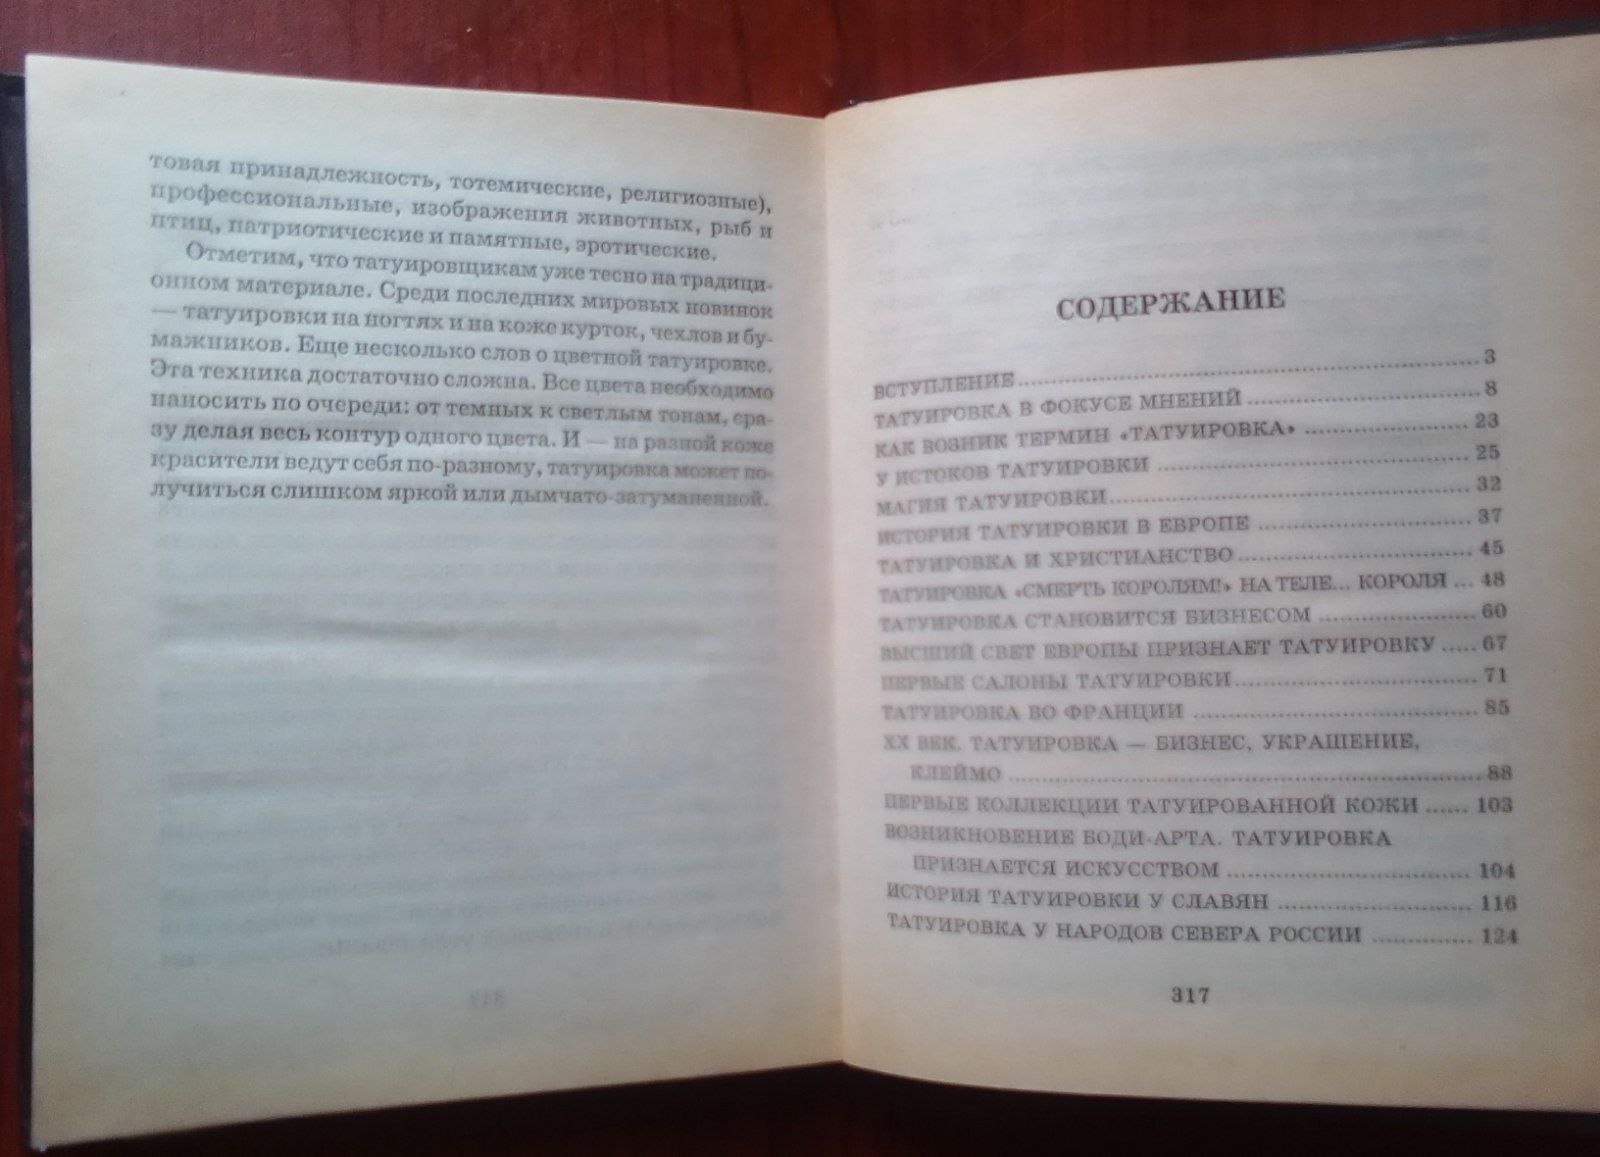 товая принадлежность, тотемические, религиозные),
профессиональные, изображения животных, рыб и
птиц, патриотические и памятные, эротические.
Отметим, что татуировщикам уже тесно на традици-
онном материале. Среди последних мировых новинок
— татуировки на ногтях и на коже курток, чехлов и бу-
мажников. Еще несколько слов о цветной татуировке.
Эта техника достаточно сложна. Все цвета необходимо
наносить по очереди: от темных к светлым тонам, сра-
зу делая весь контур одного цвета. И — на разной коже
красители ведут себя по-разному, татуировка может по-
лучиться слишком яркой или дымчато-затуманенной.
СОДЕРЖАНИЕ
ВСТУПЛЕНИЕ ........ 3
ТАТУИРОВКА В ФОКУСЕ МНЕНИЙ ........ 8
КАК ВОЗНИК ТЕРМИН «ТАТУИРОВКА» ........ 23
У ИСТОКОВ ТАТУИРОВКИ ........ 25
МАГИЯ ТАТУИРОВКИ ........ 32
ИСТОРИЯ ТАТУИРОВКИ В ЕВРОПЕ ........ 37
ТАТУИРОВКА И ХРИСТИАНСТВО ........ 45
ТАТУИРОВКА «СМЕРТЬ КОРОЛЯМ!» НА ТЕЛЕ... КОРОЛЯ ... 48
ТАТУИРОВКА СТАНОВИТСЯ БИЗНЕСОМ ........ 60
ВЫСШИЙ СВЕТ ЕВРОПЫ ПРИЗНАЕТ ТАТУИРОВКУ ..... 67
ПЕРВЫЕ САЛОНЫ ТАТУИРОВКИ ........ 71
ТАТУИРОВКА ВО ФРАНЦИИ ........ 85
XX ВЕК. ТАТУИРОВКА — БИЗНЕС, УКРАШЕНИЕ,
КЛЕЙМО ........ 88
ПЕРВЫЕ КОЛЛЕКЦИИ ТАТУИРОВАННОЙ КОЖИ ...... 103
ВОЗНИКНОВЕНИЕ БОДИ-АРТА. ТАТУИРОВКА
ПРИЗНАЕТСЯ ИСКУССТВОМ ........ 104
ИСТОРИЯ ТАТУИРОВКИ У СЛАВЯН ........ 116
ТАТУИРОВКА У НАРОДОВ СЕВЕРА РОССИИ ........ 124
317